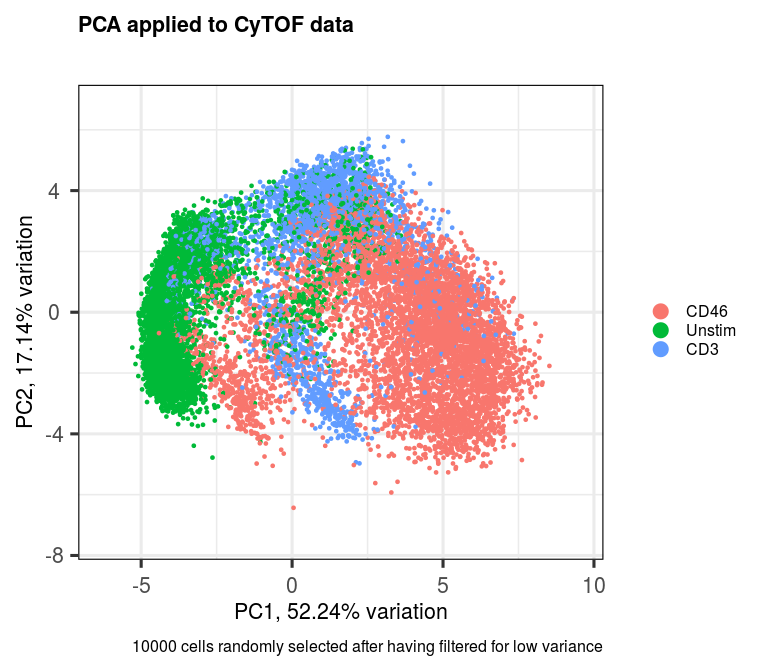 PCA applied to CyTOF data
PC2, 17.14% variation
4
0
-4
-8
-5 0 5 10
PC1, 52.24% variation
CD46
Unstim
CD3
10000 cells randomly selected after having filtered for low variance